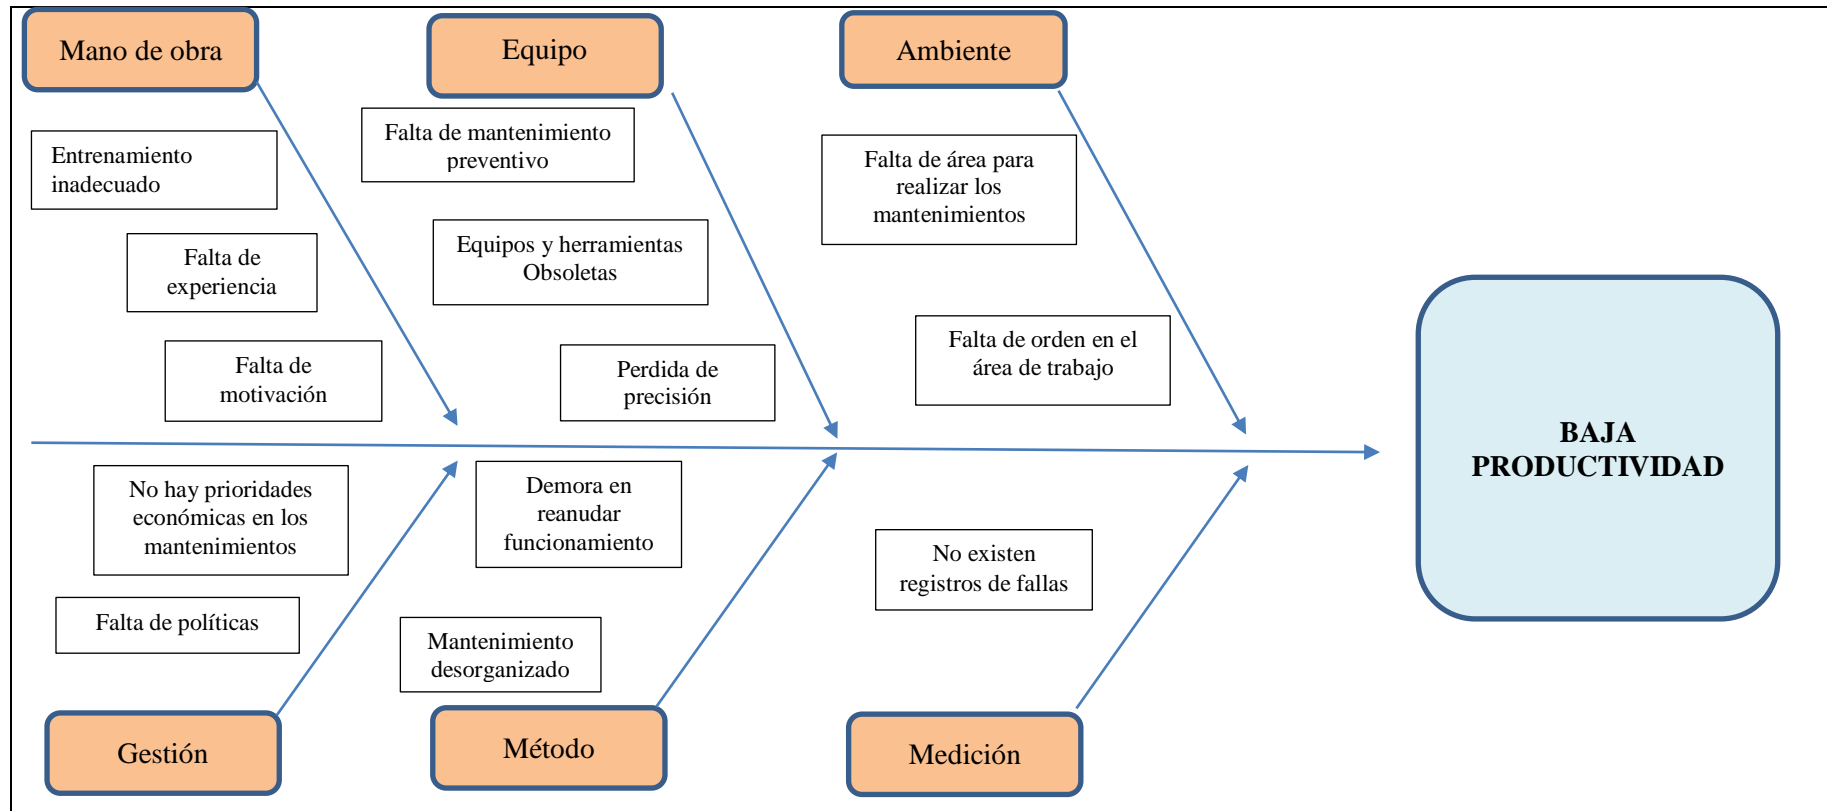 Mano de obra
Equipo
Ambiente
Entrenamiento
inadecuado
Falta de
experiencia
Falta de
motivación
Falta de mantenimiento
preventivo
Equipos y herramientas
Obsoletas
Perdida de
precisión
Falta de área para
realizar los
mantenimientos
Falta de orden en el
área de trabajo
BAJA
PRODUCTIVIDAD
No hay prioridades
económicas en los
mantenimientos
Falta de políticas
Demora en
reanudar
funcionamiento
Mantenimiento
desorganizado
No existen
registros de fallas
Gestión
Método
Medición